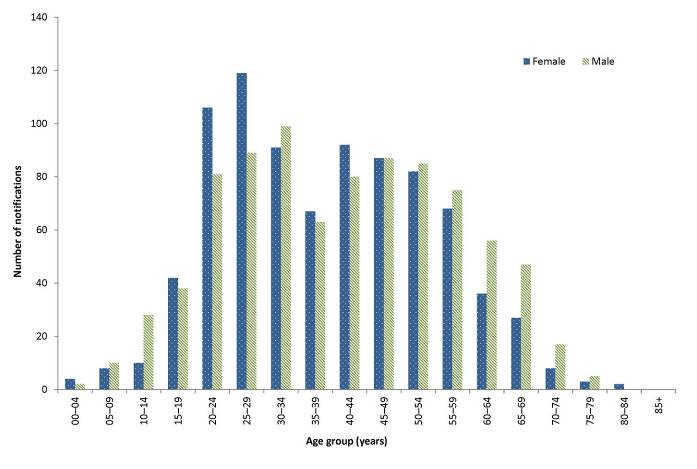 140
120
100
80
60
40
20
0
Number of notifications
Female Male
00–04 05–09 10–14 15–19 20–24 25–29 30–34 35–39 40–44 45–49 50–54 55–59 60–64 65–69 70–74 75–79 80–84 85+
Age group (years)